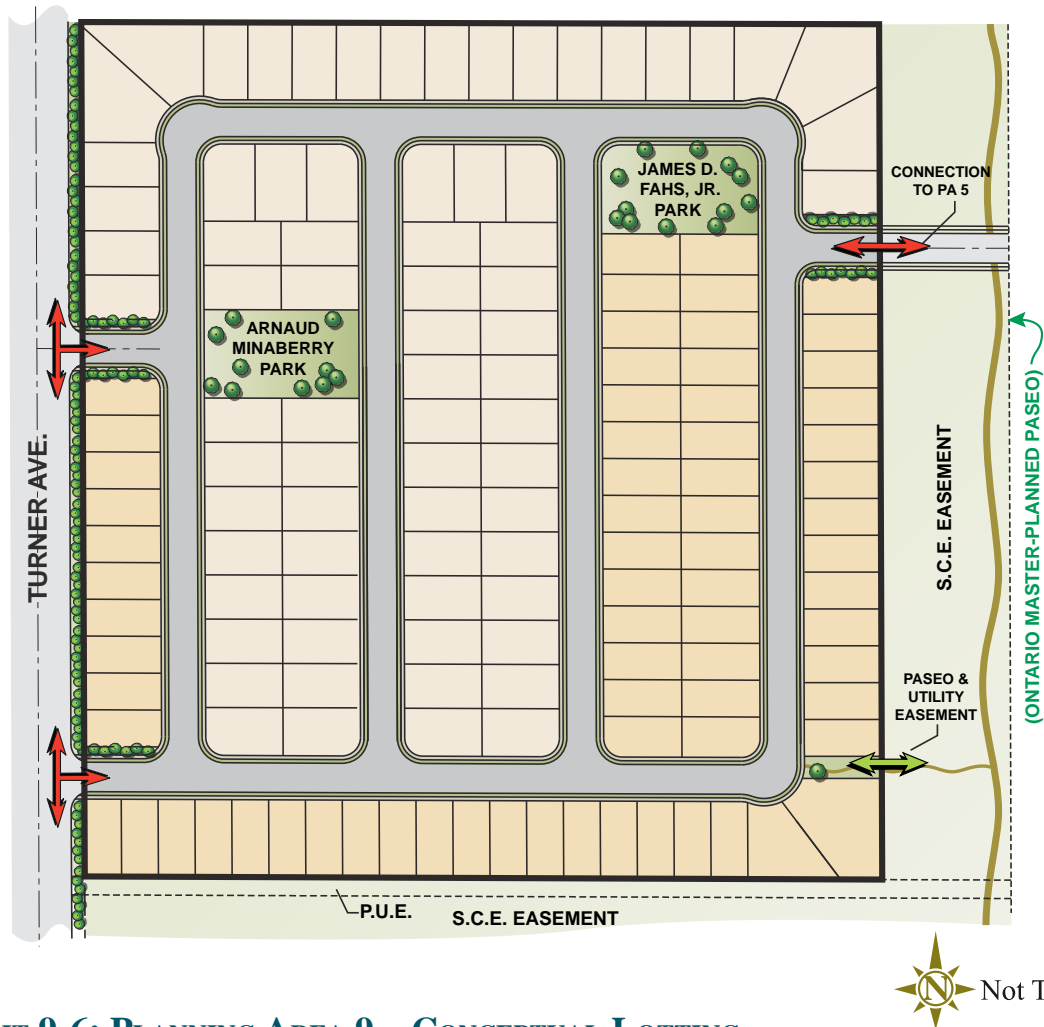 JAMES D.
FAHS, JR.
PARK
CONNECTION
TO PA 5
ARNAUD
MINABERRY
PARK
TURNER AVE.
S.C.E. EASEMENT
(ONTARIO MASTER-PLANNED PASEO)
PASEO &
UTILITY
EASEMENT
P.U.E.
S.C.E. EASEMENT
N
Not T